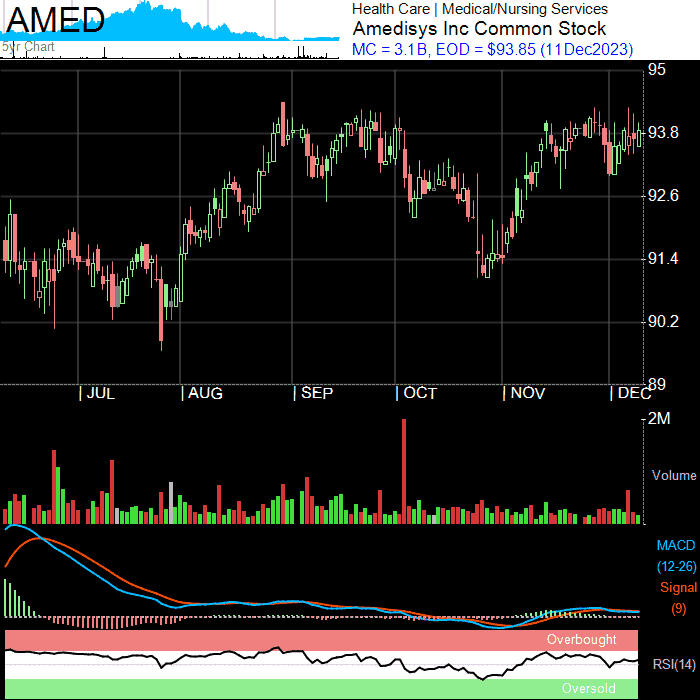 AMED
5yr Chart
Health Care | Medical/Nursing Services
Amedisys Inc Common Stock
MC = 3.1B, EOD = $93.85 (11Dec2023)
95
93.8
92.6
91.4
90.2
89
| JUL | AUG | SEP | OCT | NOV | DEC
2M
Volume
MACD
(12-26)
Signal
(9)
Overbought
RSI(14)
Oversold